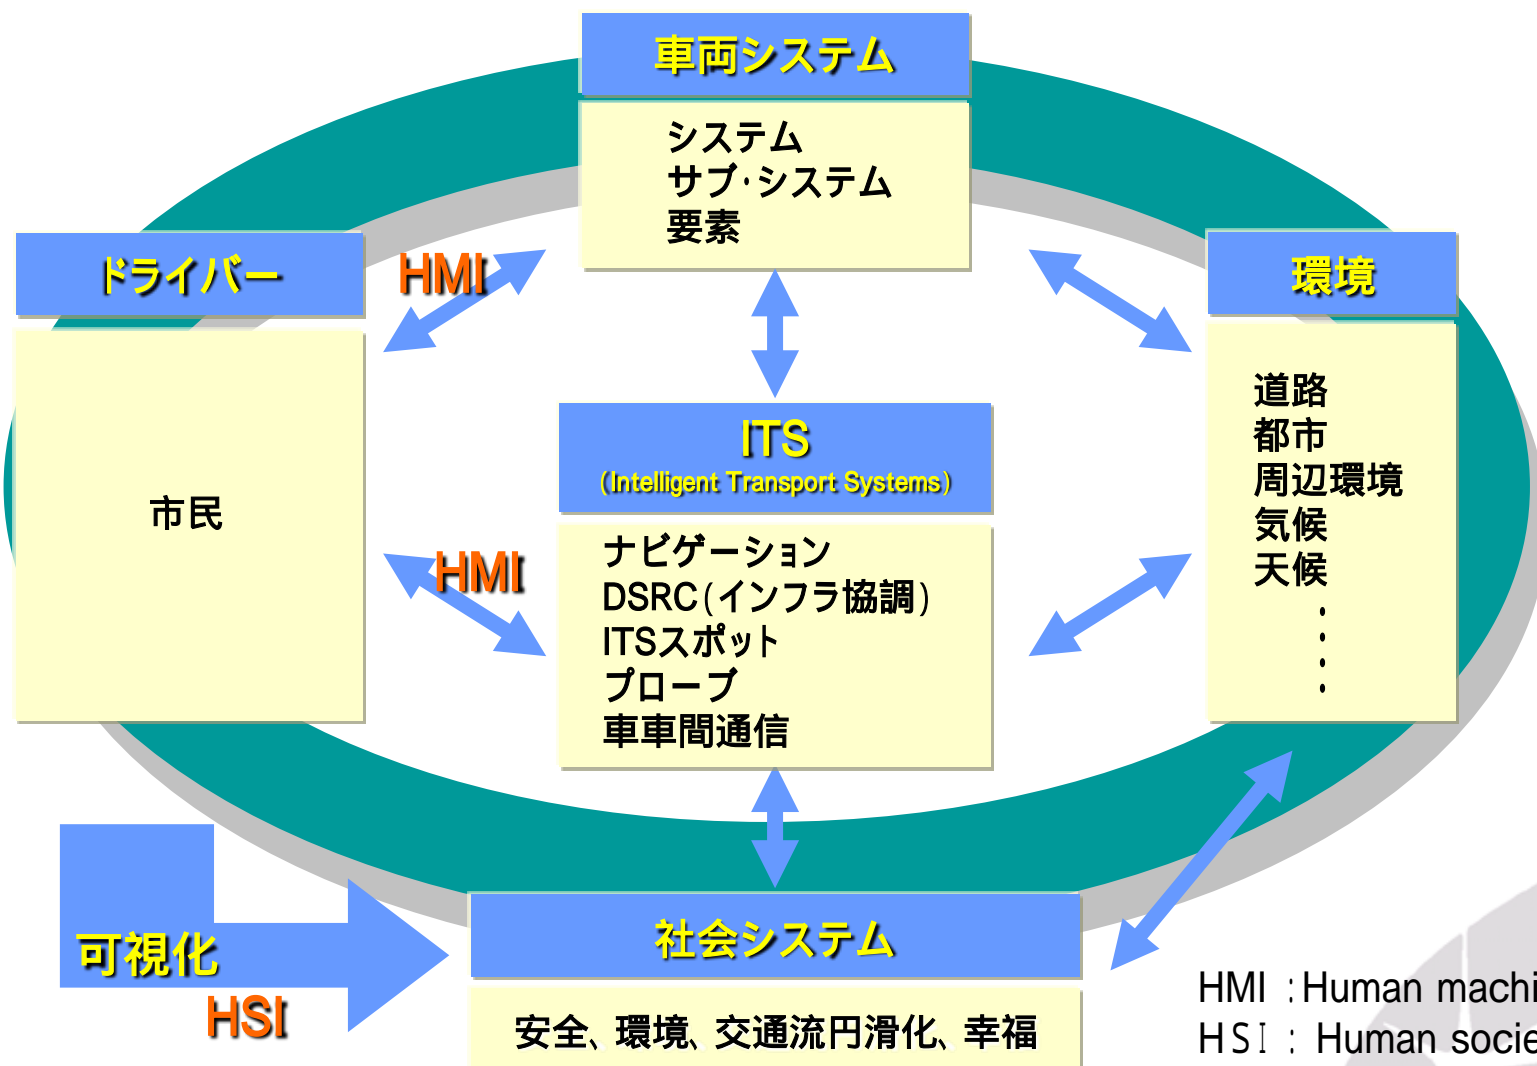 車両システム
システム
サブ・システム
要素
ドライバー
市民
HMI
環境
道路
都市
周辺環境
気候
天候
・
・
・
・
ITS
(Intelligent Transport Systems)
ナビゲーション
DSRC(インフラ協調)
ITSスポット
プローブ
車車間通信
HMI
可視化
HSI
社会システム
安全、環境、交通流円滑化、幸福
HMI :Human machi
HSI : Human socie